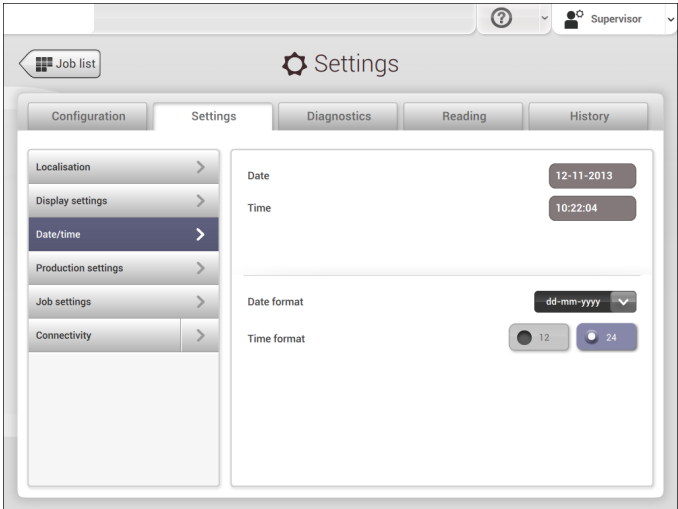 ?
Supervisor
Job list
Settings
Configuration
Settings
Diagnostics
Reading
History
Localisation
Display settings
Date/time
Production settings
Job settings
Connectivity
Date
12-11-2013
Time
10:22:04
Date format
dd-mm-yyyy
Time format
12
24